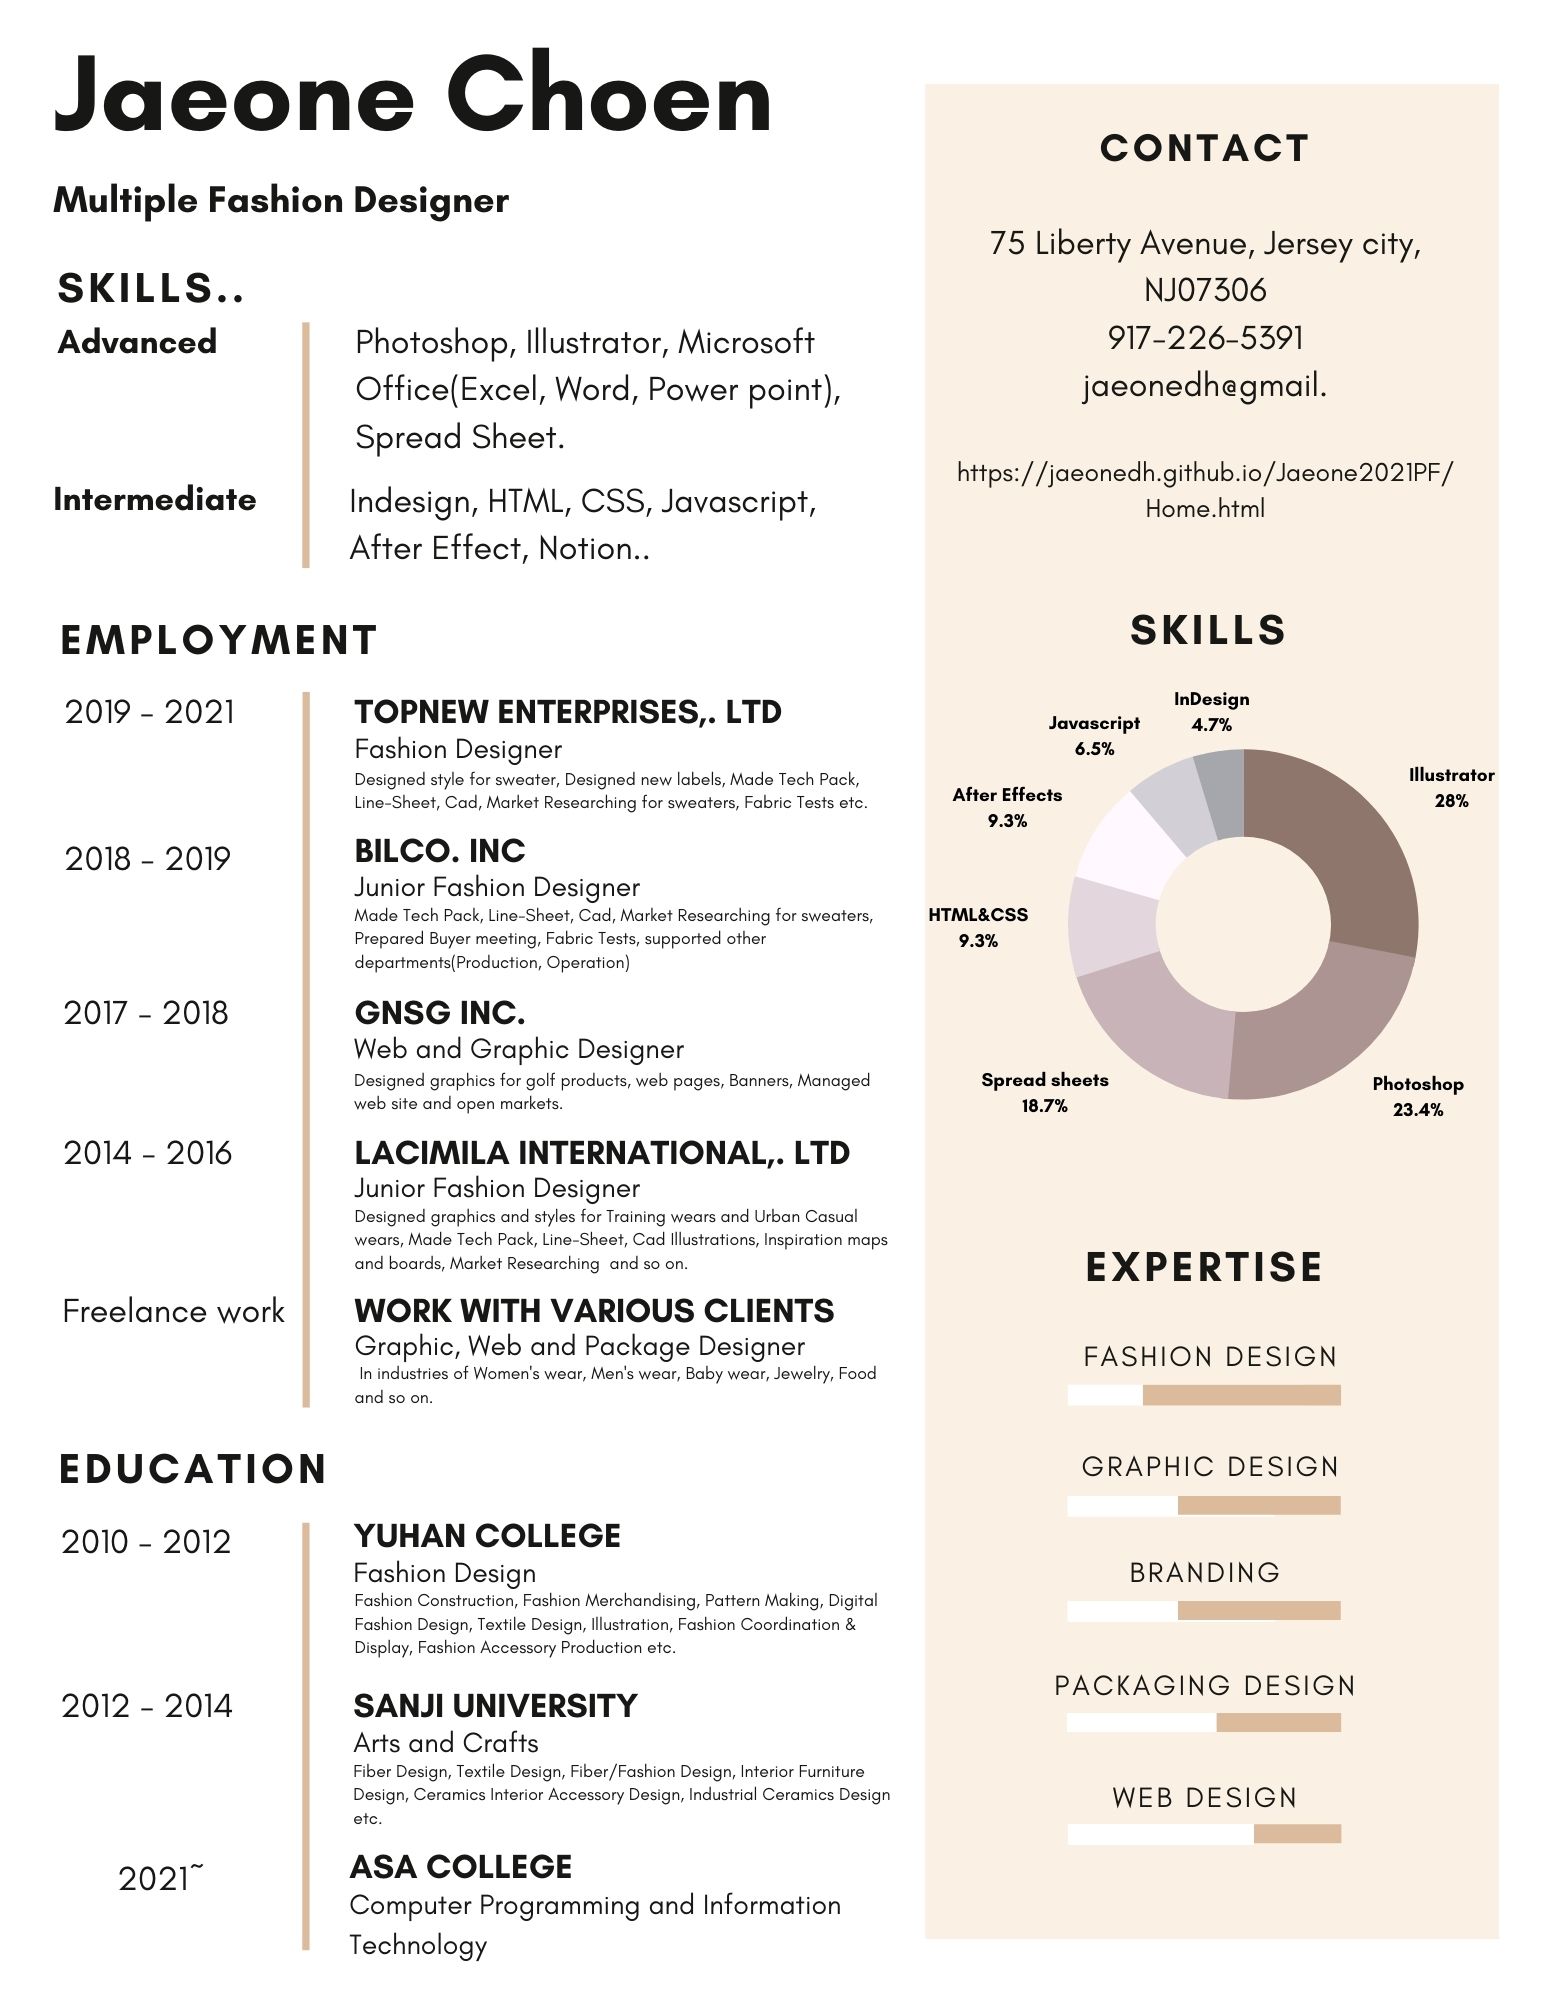 Jaeone Choen
Multiple Fashion Designer
SKILLS..
Advanced
Photoshop, Illustrator, Microsoft
Office(Excel, Word, Power point),
Spread Sheet.
Intermediate
Indesign, HTML, CSS, Javascript,
After Effect, Notion..
EMPLOYMENT
2019 - 2021
TOPNEW ENTERPRISES,. LTD
Fashion Designer
Designed style for sweater, Designed new labels, Made Tech Pack,
Line-Sheet, Cad, Market Researching for sweaters, Fabric Tests etc.
2018 - 2019
BILCO. INC
Junior Fashion Designer
Made Tech Pack, Line-Sheet, Cad, Market Researching for sweaters,
Prepared Buyer meeting, Fabric Tests, supported other
departments(Production, Operation)
2017 - 2018
GNSG INC.
Web and Graphic Designer
Designed graphics for golf products, web pages, Banners, Managed
web site and open markets.
2014 - 2016
LACIMILA INTERNATIONAL,. LTD
Junior Fashion Designer
Designed graphics and styles for Training wears and Urban Casual
wears, Made Tech Pack, Line-Sheet, Cad Illustrations, Inspiration maps
and boards, Market Researching  and so on.
Freelance work
WORK WITH VARIOUS CLIENTS
Graphic, Web and Package Designer
In industries of Women's wear, Men's wear, Baby wear, Jewelry, Food
and so on.
EDUCATION
2010 - 2012
YUHAN COLLEGE
Fashion Design
Fashion Construction, Fashion Merchandising, Pattern Making, Digital
Fashion Design, Textile Design, Illustration, Fashion Coordination &
Display, Fashion Accessory Production etc.
2012 - 2014
SANJI UNIVERSITY
Arts and Crafts
Fiber Design, Textile Design, Fiber/Fashion Design, Interior Furniture
Design, Ceramics Interior Accessory Design, Industrial Ceramics Design
etc.
2021~
ASA COLLEGE
Computer Programming and Information
Technology
CONTACT
75 Liberty Avenue, Jersey city,
NJ07306
917-226-5391
jaeonedh@gmail.
https://jaeonedh.github.io/Jaeone2021PF/
Home.html
SKILLS
InDesign
4.7%
Javascript
6.5%
Illustrator
28%
After Effects
9.3%
HTML&CSS
9.3%
Spread sheets
18.7%
Photoshop
23.4%
EXPERTISE
FASHION DESIGN
GRAPHIC DESIGN
BRANDING
PACKAGING DESIGN
WEB DESIGN